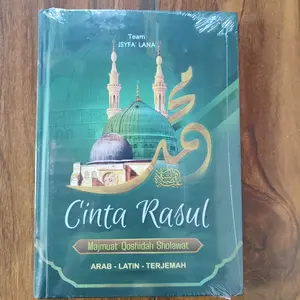 Team
ISYFA' LANA
محمد
Cinta Rasul
Majmuat Qoshidah Sholawat
ARAB - LATIN - TERJEMAH